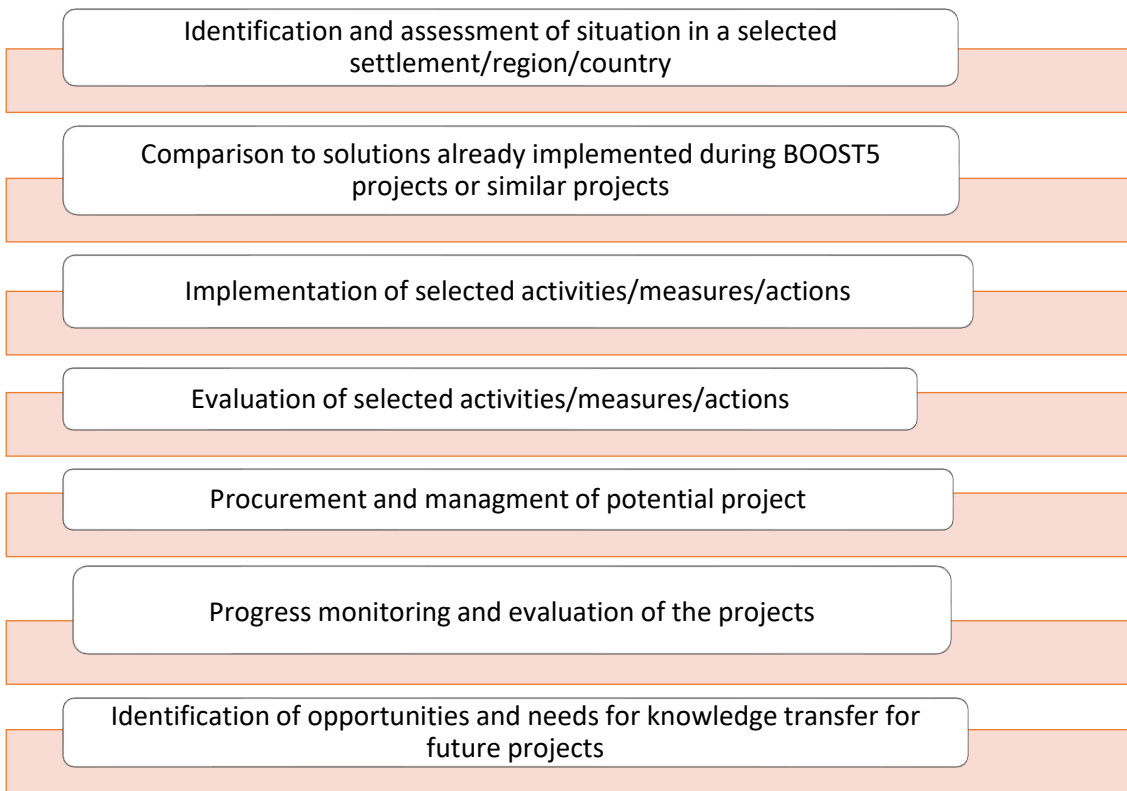 Identification and assessment of situation in a selected
settlement/region/country
Comparison to solutions already implemented during BOOST5
projects or similar projects
Implementation of selected activities/measures/actions
Evaluation of selected activities/measures/actions
Procurement and managment of potential project
Progress monitoring and evaluation of the projects
Identification of opportunities and needs for knowledge transfer for
future projects